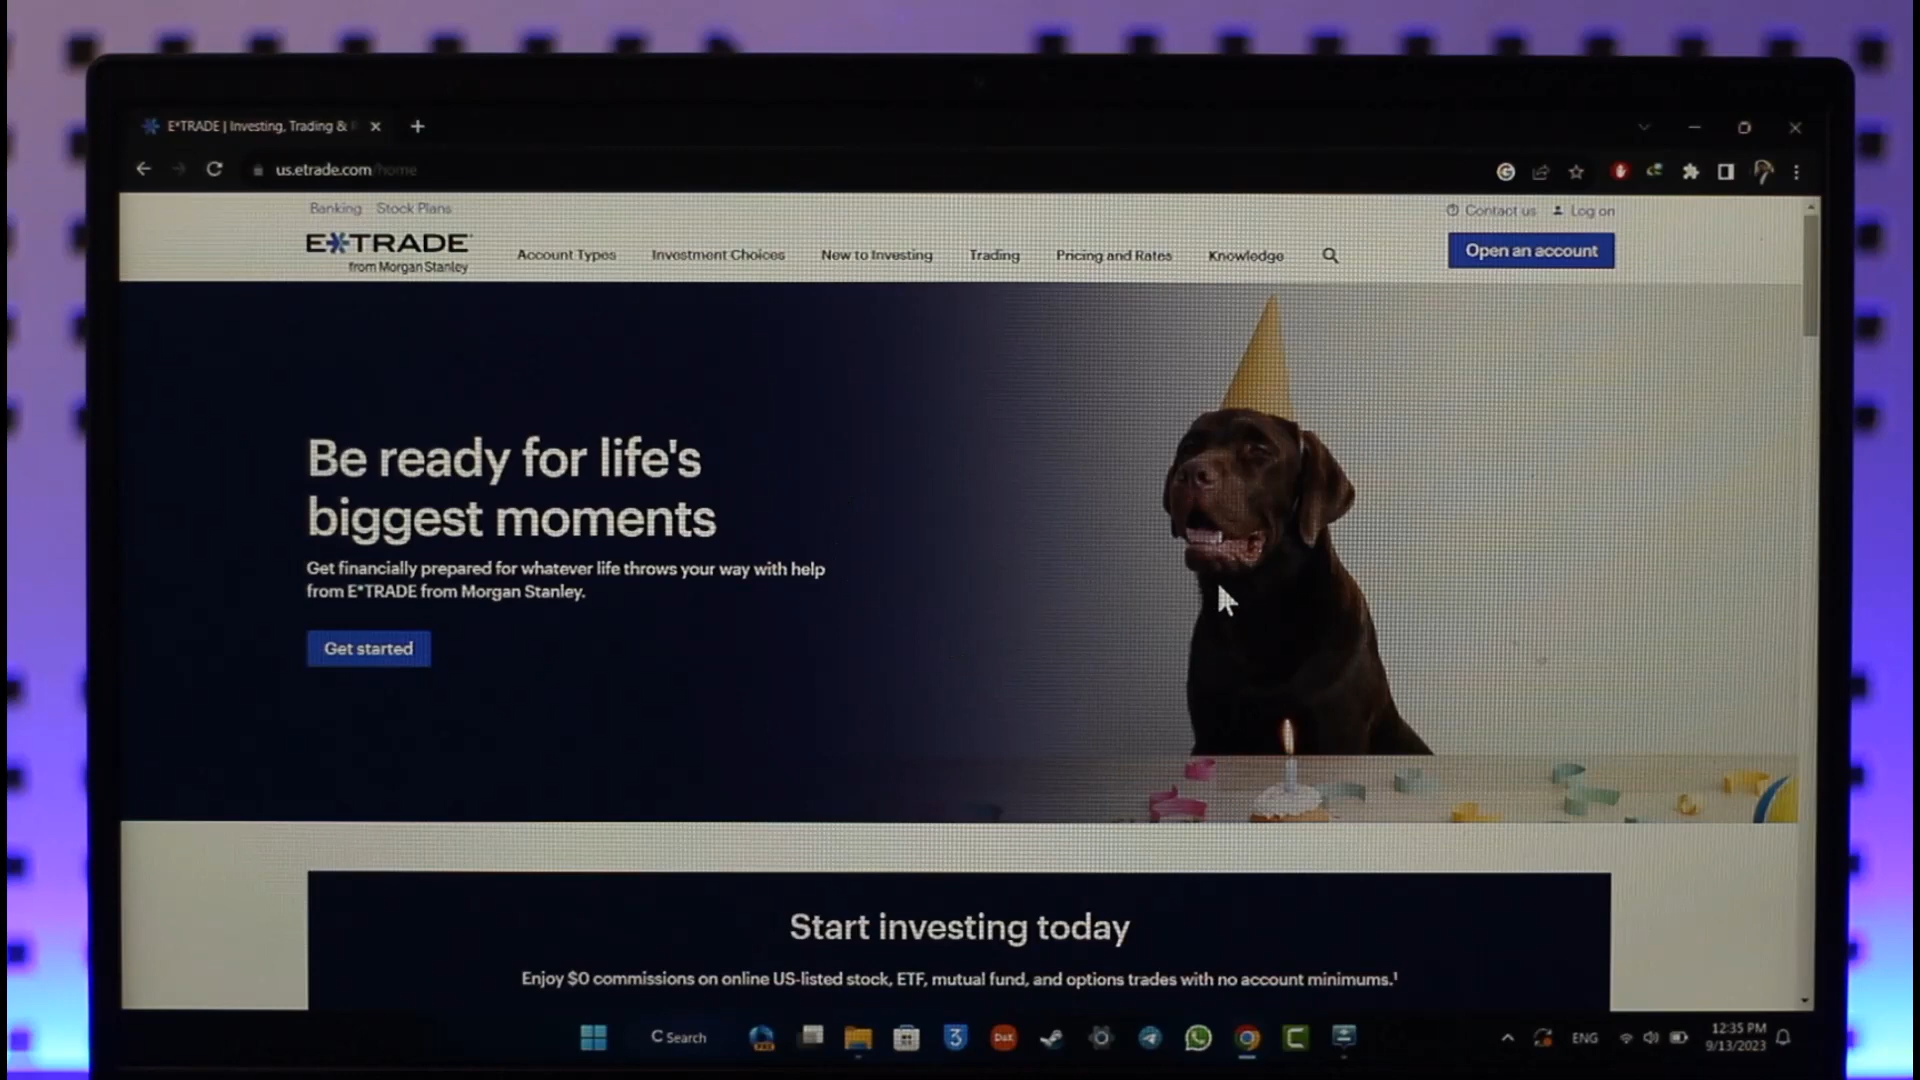 E*TRADE | Investing, Trading &
us.etrade.com/home
Banking Stock Plans
Contact us Log on
E*TRADE
from Morgan Stanley
Account Types Investment Choices New to Investing Trading Pricing and Rates Knowledge
Open an account
Be ready for life's
biggest moments
Get financially prepared for whatever life throws your way with help
from E*TRADE from Morgan Stanley.
Get started
Start investing today
Enjoy $0 commissions on online US-listed stock, ETF, mutual fund, and options trades with no account minimums.¹
Search
3
ENG
12:35 PM
9/13/2023